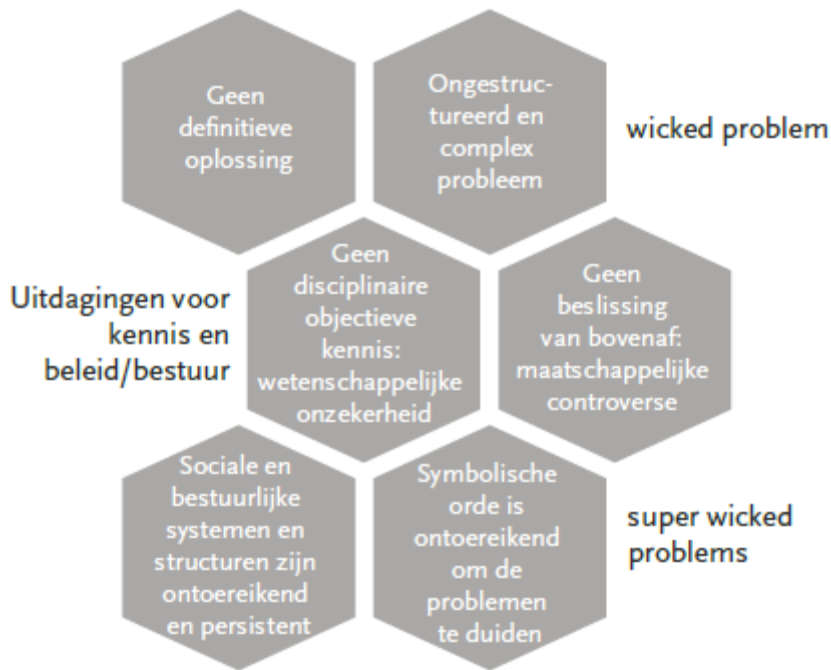 Geen
definitieve
oplossing
Ongestruc-
tureerd en
complex
probleem
wicked problem
Uitdagingen voor
kennis en
beleid/bestuur
Geen
disciplinaire
objectieve
kennis:
wetenschappelijke
onzekerheid
Geen
beslissing
van bovenaf:
maatschappelijke
controverse
Sociale en
bestuurlijke
systemen en
structuren zijn
ontoereikend
en persistent
Symbolische
orde is
ontoereikend
om de
problemen
te duiden
super wicked
problems